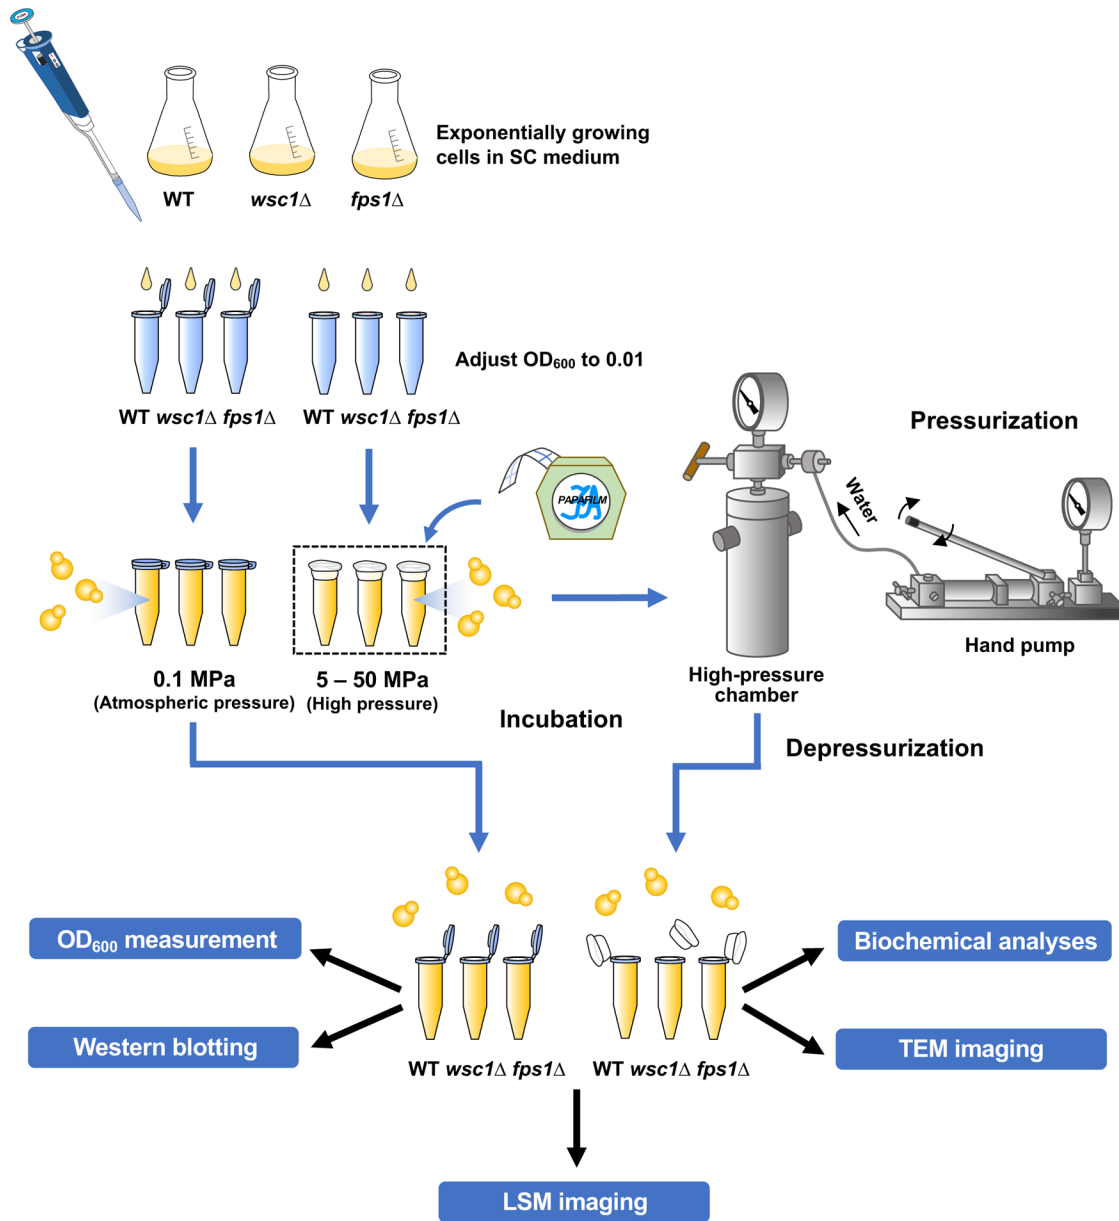 Exponentially growing
cells in SC medium
WT wsc1Δ fps1Δ
Adjust OD₆₀₀ to 0.01
WT wsc1Δ fps1Δ WT wsc1Δ fps1Δ
PAPAFILM
Pressurization
Water
Hand pump
High-pressure
chamber
0.1 MPa
(Atmospheric pressure)
5 – 50 MPa
(High pressure)
Incubation
Depressurization
OD₆₀₀ measurement
Western blotting
WT wsc1Δ fps1Δ WT wsc1Δ fps1Δ
Biochemical analyses
TEM imaging
LSM imaging